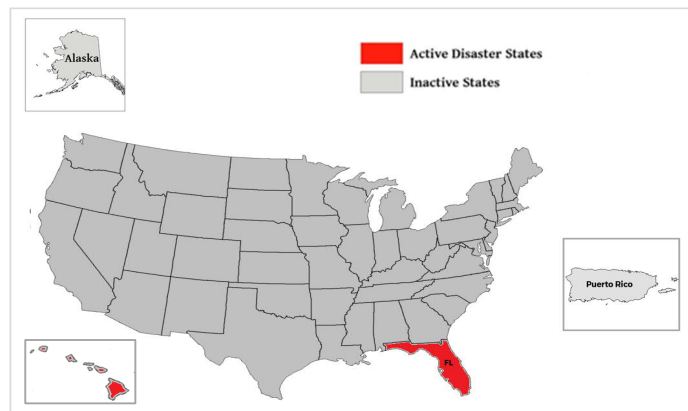 Alaska
Active Disaster States
Inactive States
Puerto Rico
FL